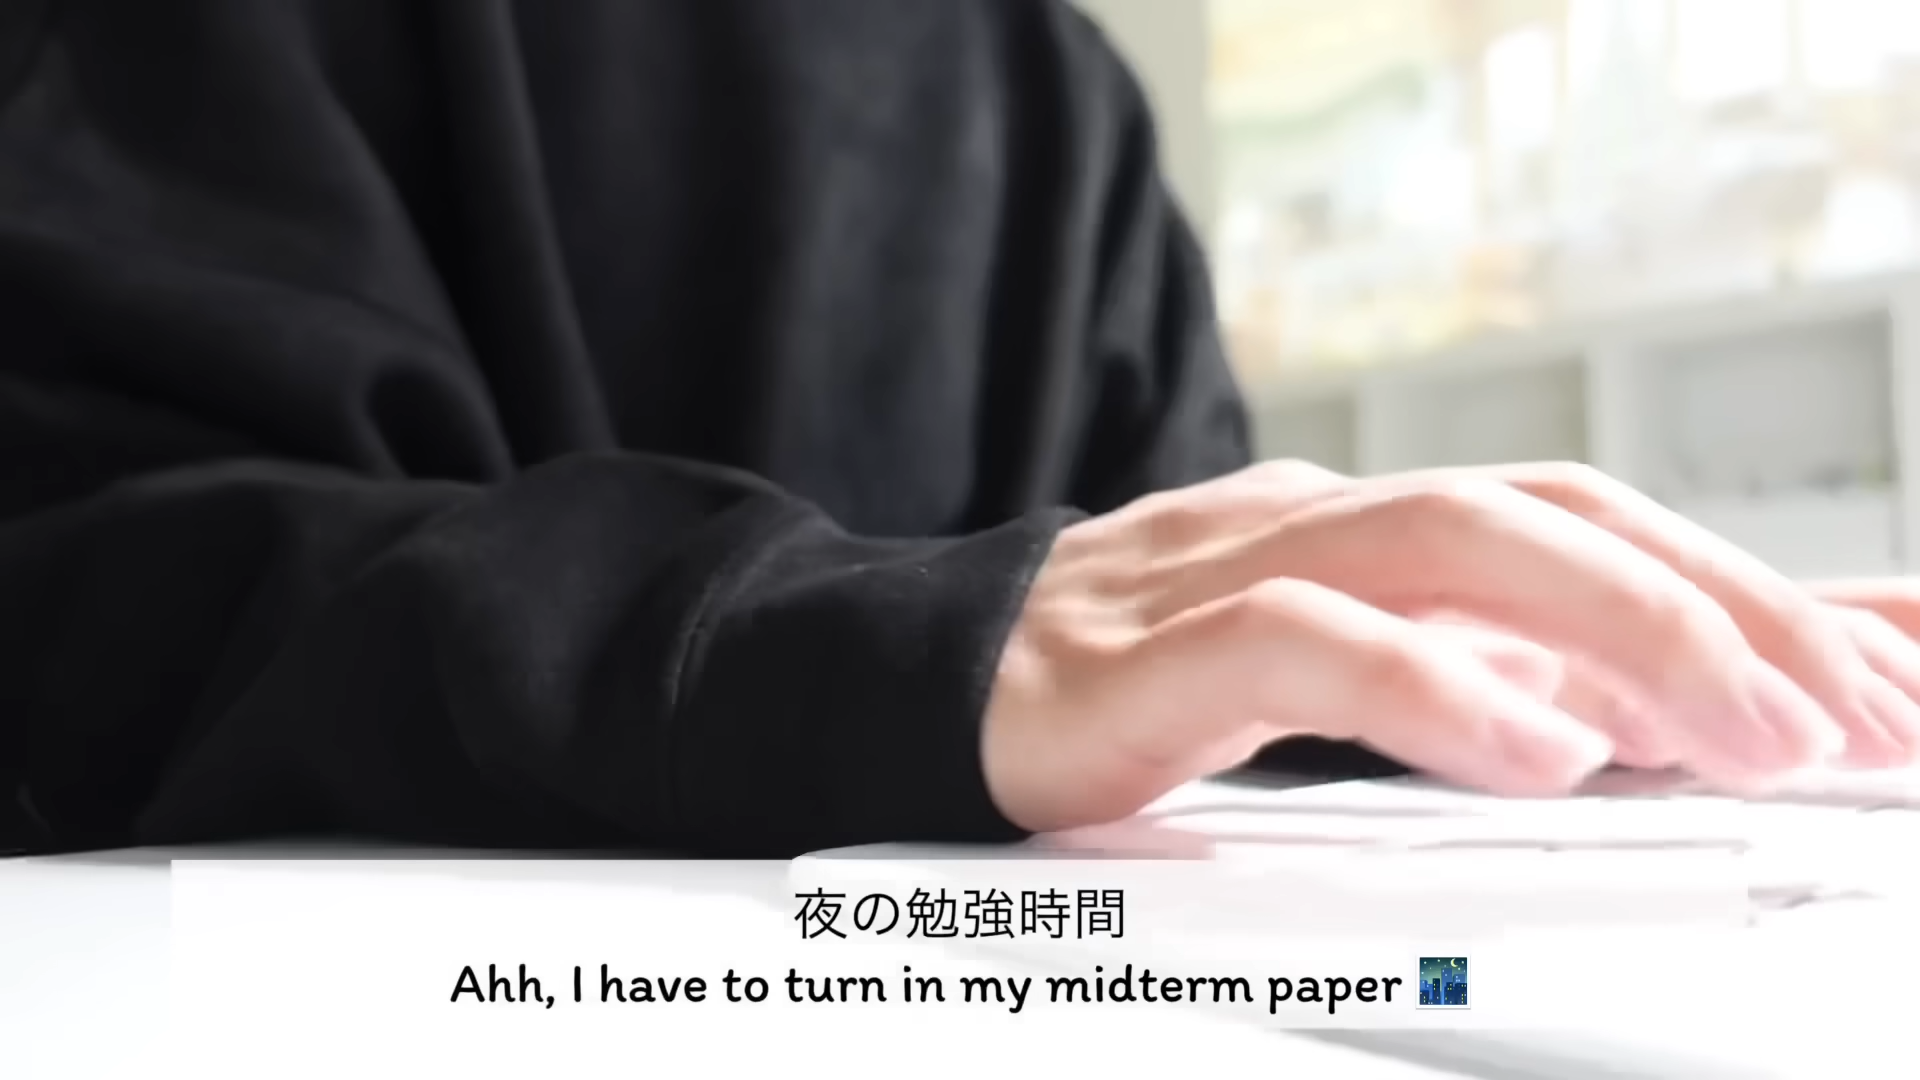 夜の勉強時間
Ahh, I have to turn in my midterm paper 🌃